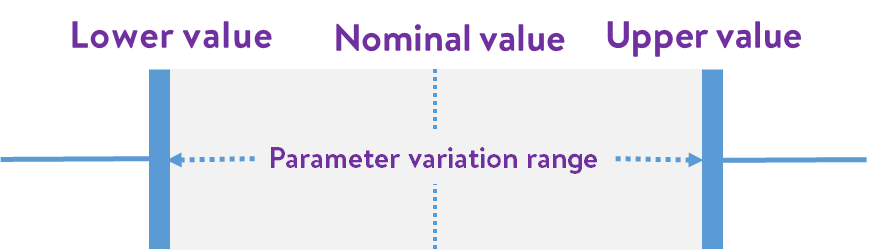 Lower value
Nominal value
Upper value
Parameter variation range